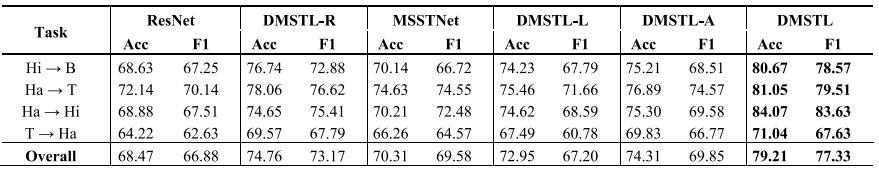 Task ResNet DMSTL-R MSSTNet DMSTL-L DMSTL-A DMSTL
Acc F1 Acc F1 Acc F1 Acc F1 Acc F1 Acc F1
Hi → B 68.63 67.25 76.74 72.88 70.14 66.72 74.23 67.79 75.21 68.51 80.67 78.57
Ha → T 72.14 70.14 78.06 76.62 74.63 74.55 75.46 71.66 76.89 74.57 81.05 79.51
Ha → Hi 68.88 67.51 74.65 75.41 70.21 72.48 74.62 68.59 75.30 69.58 84.07 83.63
T → Ha 64.22 62.63 69.57 67.79 66.26 64.57 67.49 60.78 69.83 66.77 71.04 67.63
Overall 68.47 66.88 74.76 73.17 70.31 69.58 72.95 67.20 74.31 69.85 79.21 77.33